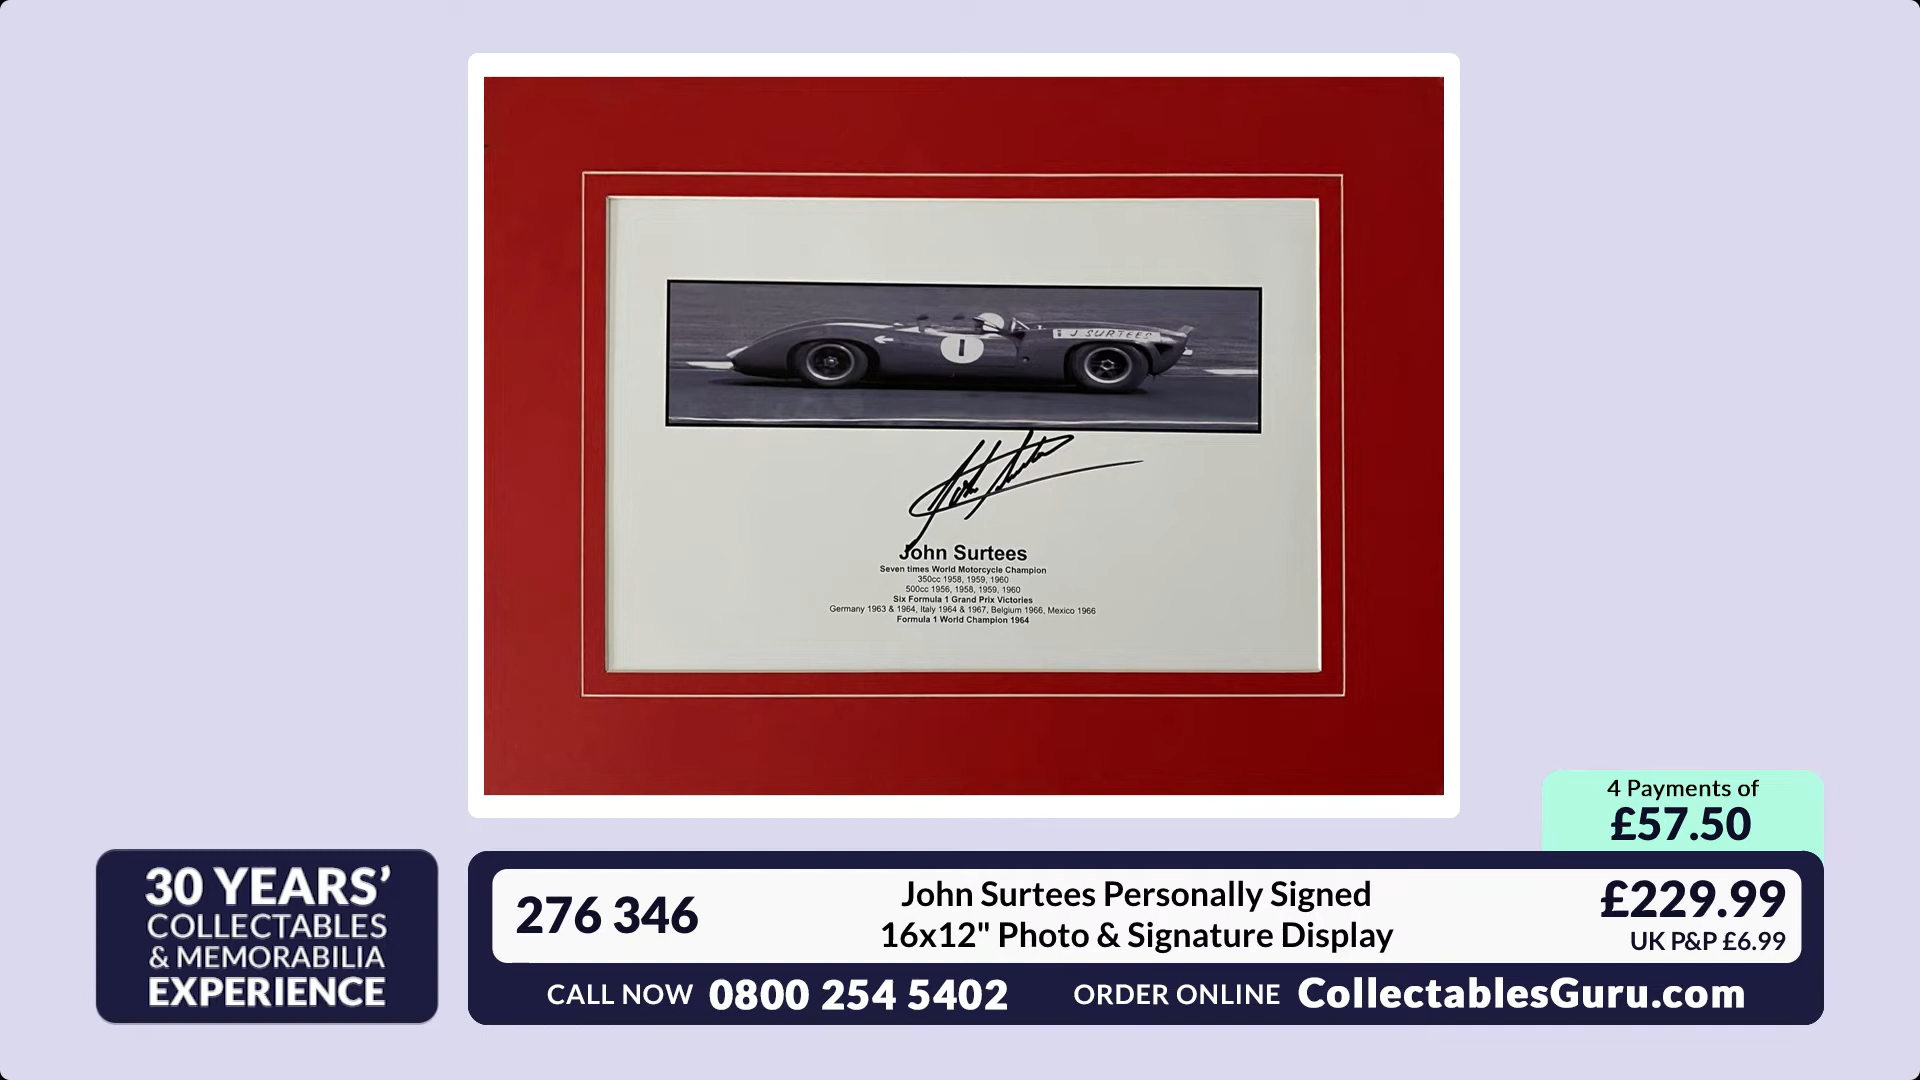 1
J. SURTEES
John Surtees
Seven times World Motorcycle Champion
350cc 1958, 1959, 1960
500cc 1956, 1958, 1959, 1960
Six Formula 1 Grand Prix Victories
Germany 1963 & 1964, Italy 1964 & 1967, Belgium 1966, Mexico 1966
Formula 1 World Champion 1964
4 Payments of
£57.50
30 YEARS’
COLLECTABLES
& MEMORABILIA
EXPERIENCE
276 346
John Surtees Personally Signed
16x12" Photo & Signature Display
£229.99
UK P&P £6.99
CALL NOW 0800 254 5402
ORDER ONLINE CollectablesGuru.com